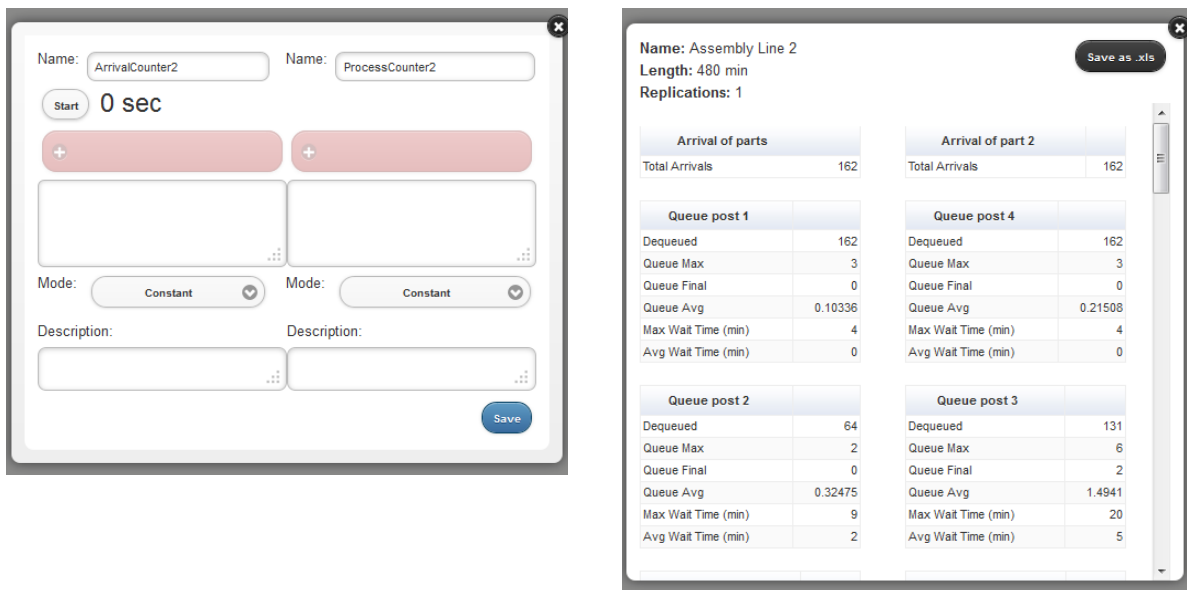 Name: ArrivalCounter2 Name: ProcessCounter2
Start 0 sec
Mode: Constant Mode: Constant
Description: Description:
Save
Name: Assembly Line 2
Length: 480 min
Replications: 1
Save as .xls
Arrival of parts
Total Arrivals 162
Arrival of part 2
Total Arrivals 162
Queue post 1
Dequeued 162
Queue Max 3
Queue Final 0
Queue Avg 0.10336
Max Wait Time (min) 4
Avg Wait Time (min) 0
Queue post 4
Dequeued 162
Queue Max 3
Queue Final 0
Queue Avg 0.21508
Max Wait Time (min) 4
Avg Wait Time (min) 0
Queue post 2
Dequeued 64
Queue Max 2
Queue Final 0
Queue Avg 0.32475
Max Wait Time (min) 9
Avg Wait Time (min) 2
Queue post 3
Dequeued 131
Queue Max 6
Queue Final 2
Queue Avg 1.4941
Max Wait Time (min) 20
Avg Wait Time (min) 5